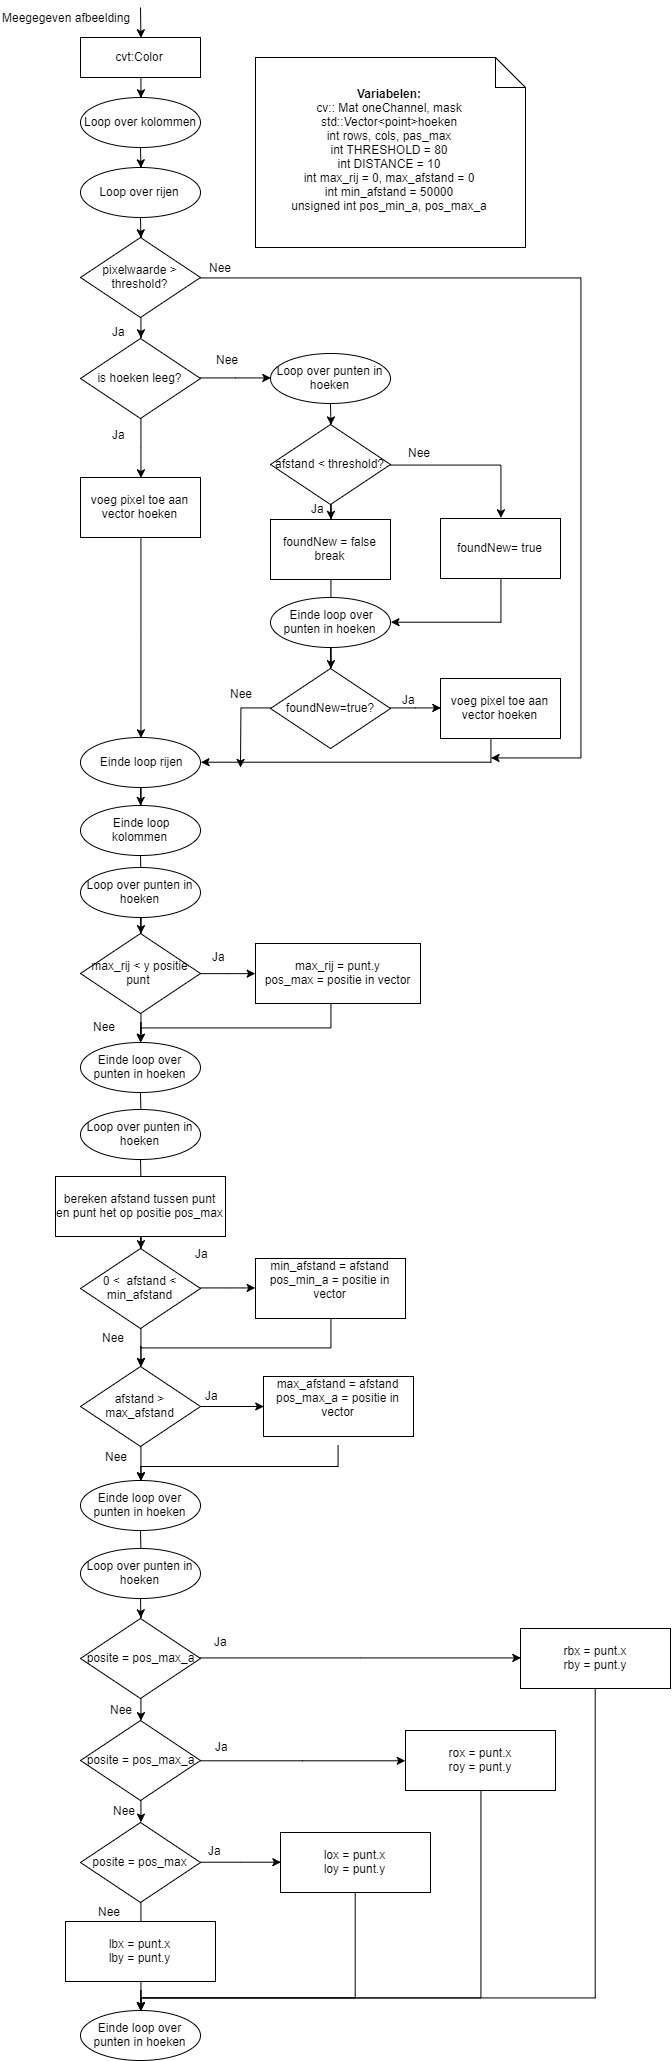 Meegegeven afbeelding
cvt:Color
Loop over kolommen
Loop over rijen
Variabelen:
cv:: Mat oneChannel, mask
std::Vector<point>hoeken
int rows, cols, pas_max
int THRESHOLD = 80
int DISTANCE = 10
int max_rij = 0, max_afstand = 0
int min_afstand = 50000
unsigned int pos_min_a, pos_max_a
pixelwaarde >
threshold?
Nee
Ja
is hoeken leeg?
Nee
Loop over punten in
hoeken
Ja
afstand < threshold?
Nee
Ja
voeg pixel toe aan
vector hoeken
foundNew = false
break
foundNew= true
Einde loop over
punten in hoeken
Nee
foundNew=true?
Ja
voeg pixel toe aan
vector hoeken
Einde loop rijen
Einde loop
kolommen
Loop over punten in
hoeken
max_rij < y positie
punt
Ja
max_rij = punt.y
pos_max = positie in vector
Nee
Einde loop over
punten in hoeken
Loop over punten in
hoeken
bereken afstand tussen punt
en punt het op positie pos_max
Ja
0 <  afstand <
min_afstand
min_afstand = afstand
pos_min_a = positie in
vector
Nee
afstand >
max_afstand
Ja
max_afstand = afstand
pos_max_a = positie in
vector
Nee
Einde loop over
punten in hoeken
Loop over punten in
hoeken
posite = pos_max_a
Ja
rbx = punt.x
rby = punt.y
Nee
posite = pos_max_a
Ja
rox = punt.x
roy = punt.y
Nee
posite = pos_max
Ja
lox = punt.x
loy = punt.y
Nee
lbx = punt.x
lby = punt.y
Einde loop over
punten in hoeken